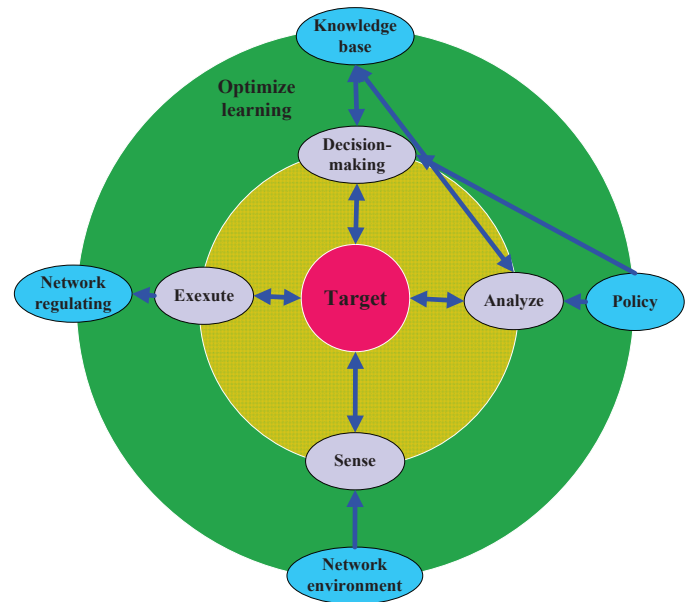 Knowledge
base
Optimize
learning
Decision-
making
Network
regulating
Exexute
Target
Analyze
Policy
Sense
Network
environment